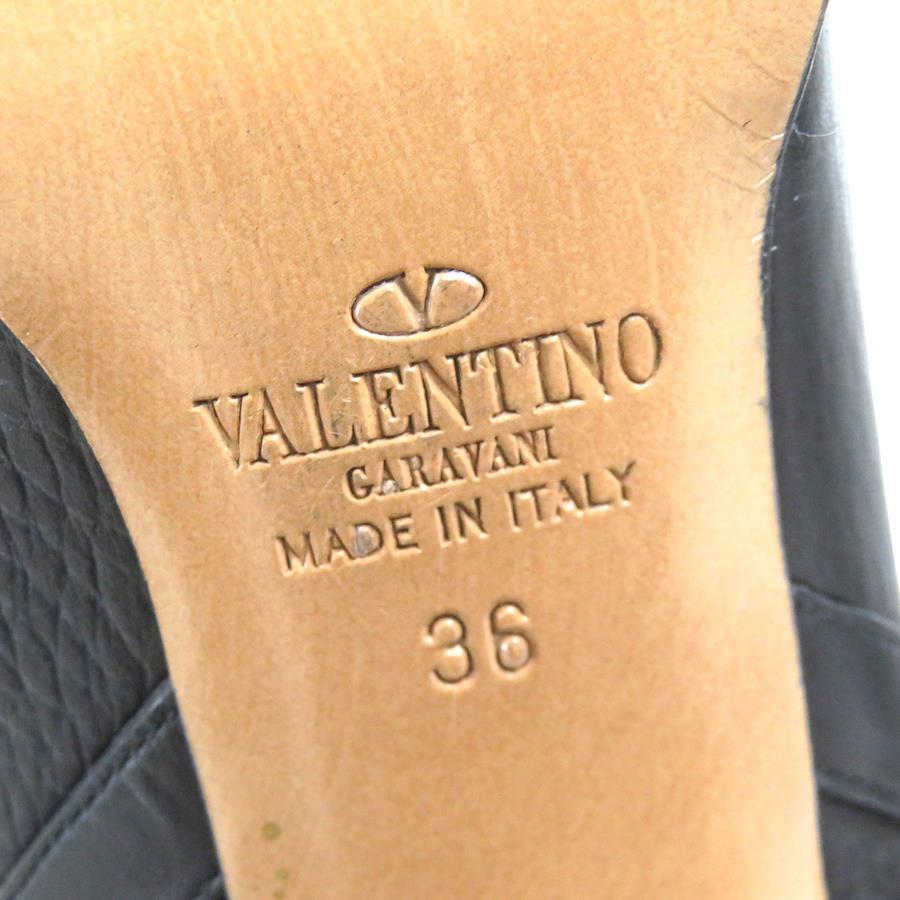 V
VALENTINO
GARAVANI
MADE IN ITALY
36